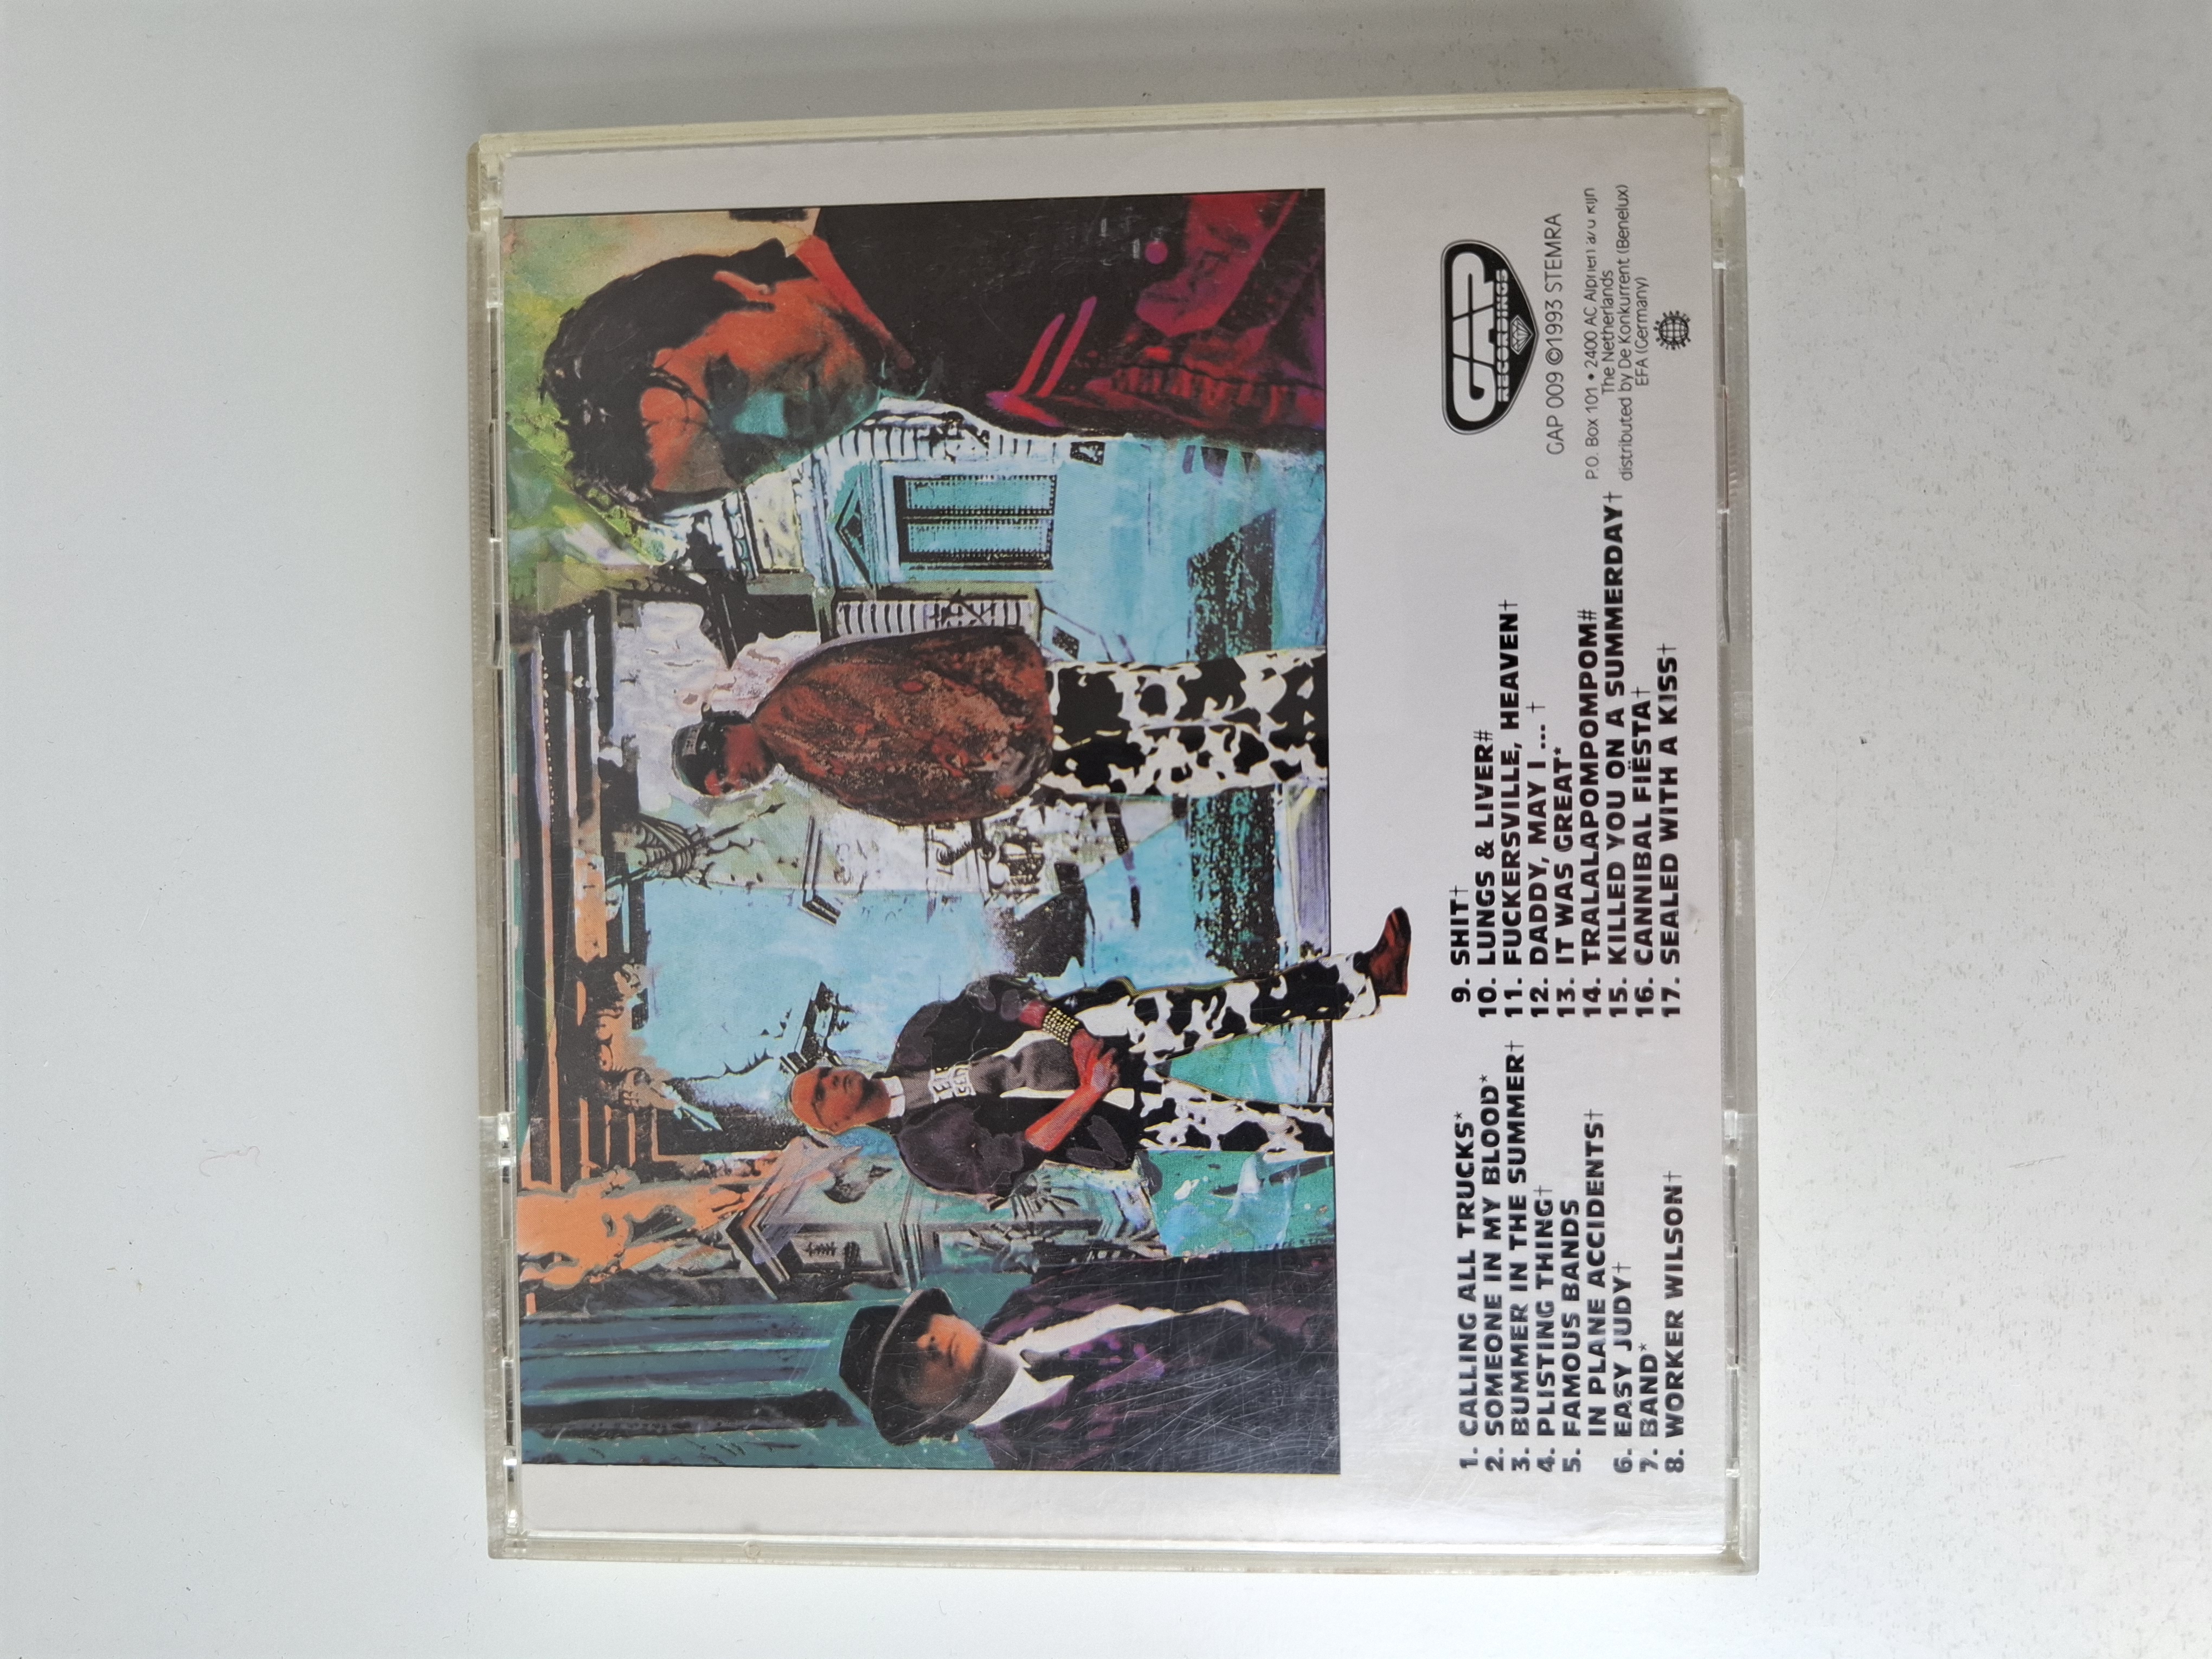 1. CALLING ALL TRUCKS*
2. SOMEONE IN MY BLOOD*
3. BUMMER IN THE SUMMER†
4. PLISTING THING†
5. FAMOUS BANDS
IN PLANE ACCIDENTS†
6. EASY JUDY†
7. BAND*
8. WORKER WILSON†
9. SHIT†
10. LUNGS & LIVER#
11. FUCKERSVILLE, HEAVEN†
12. DADDY, MAY I ... †
13. IT WAS GREAT*
14. TRALALAPOMPOMPOM#
15. KILLED YOU ON A SUMMERDAY†
16. CANNIBAL FIËSTA†
17. SEALED WITH A KISS†
GAP
RECORDINGS
GAP 009 ©1993 STEMRA
P.O. Box 101 • 2400 AC Alphen a/d Rijn
The Netherlands
distributed by De Konkurrent (Benelux)
EFA (Germany)